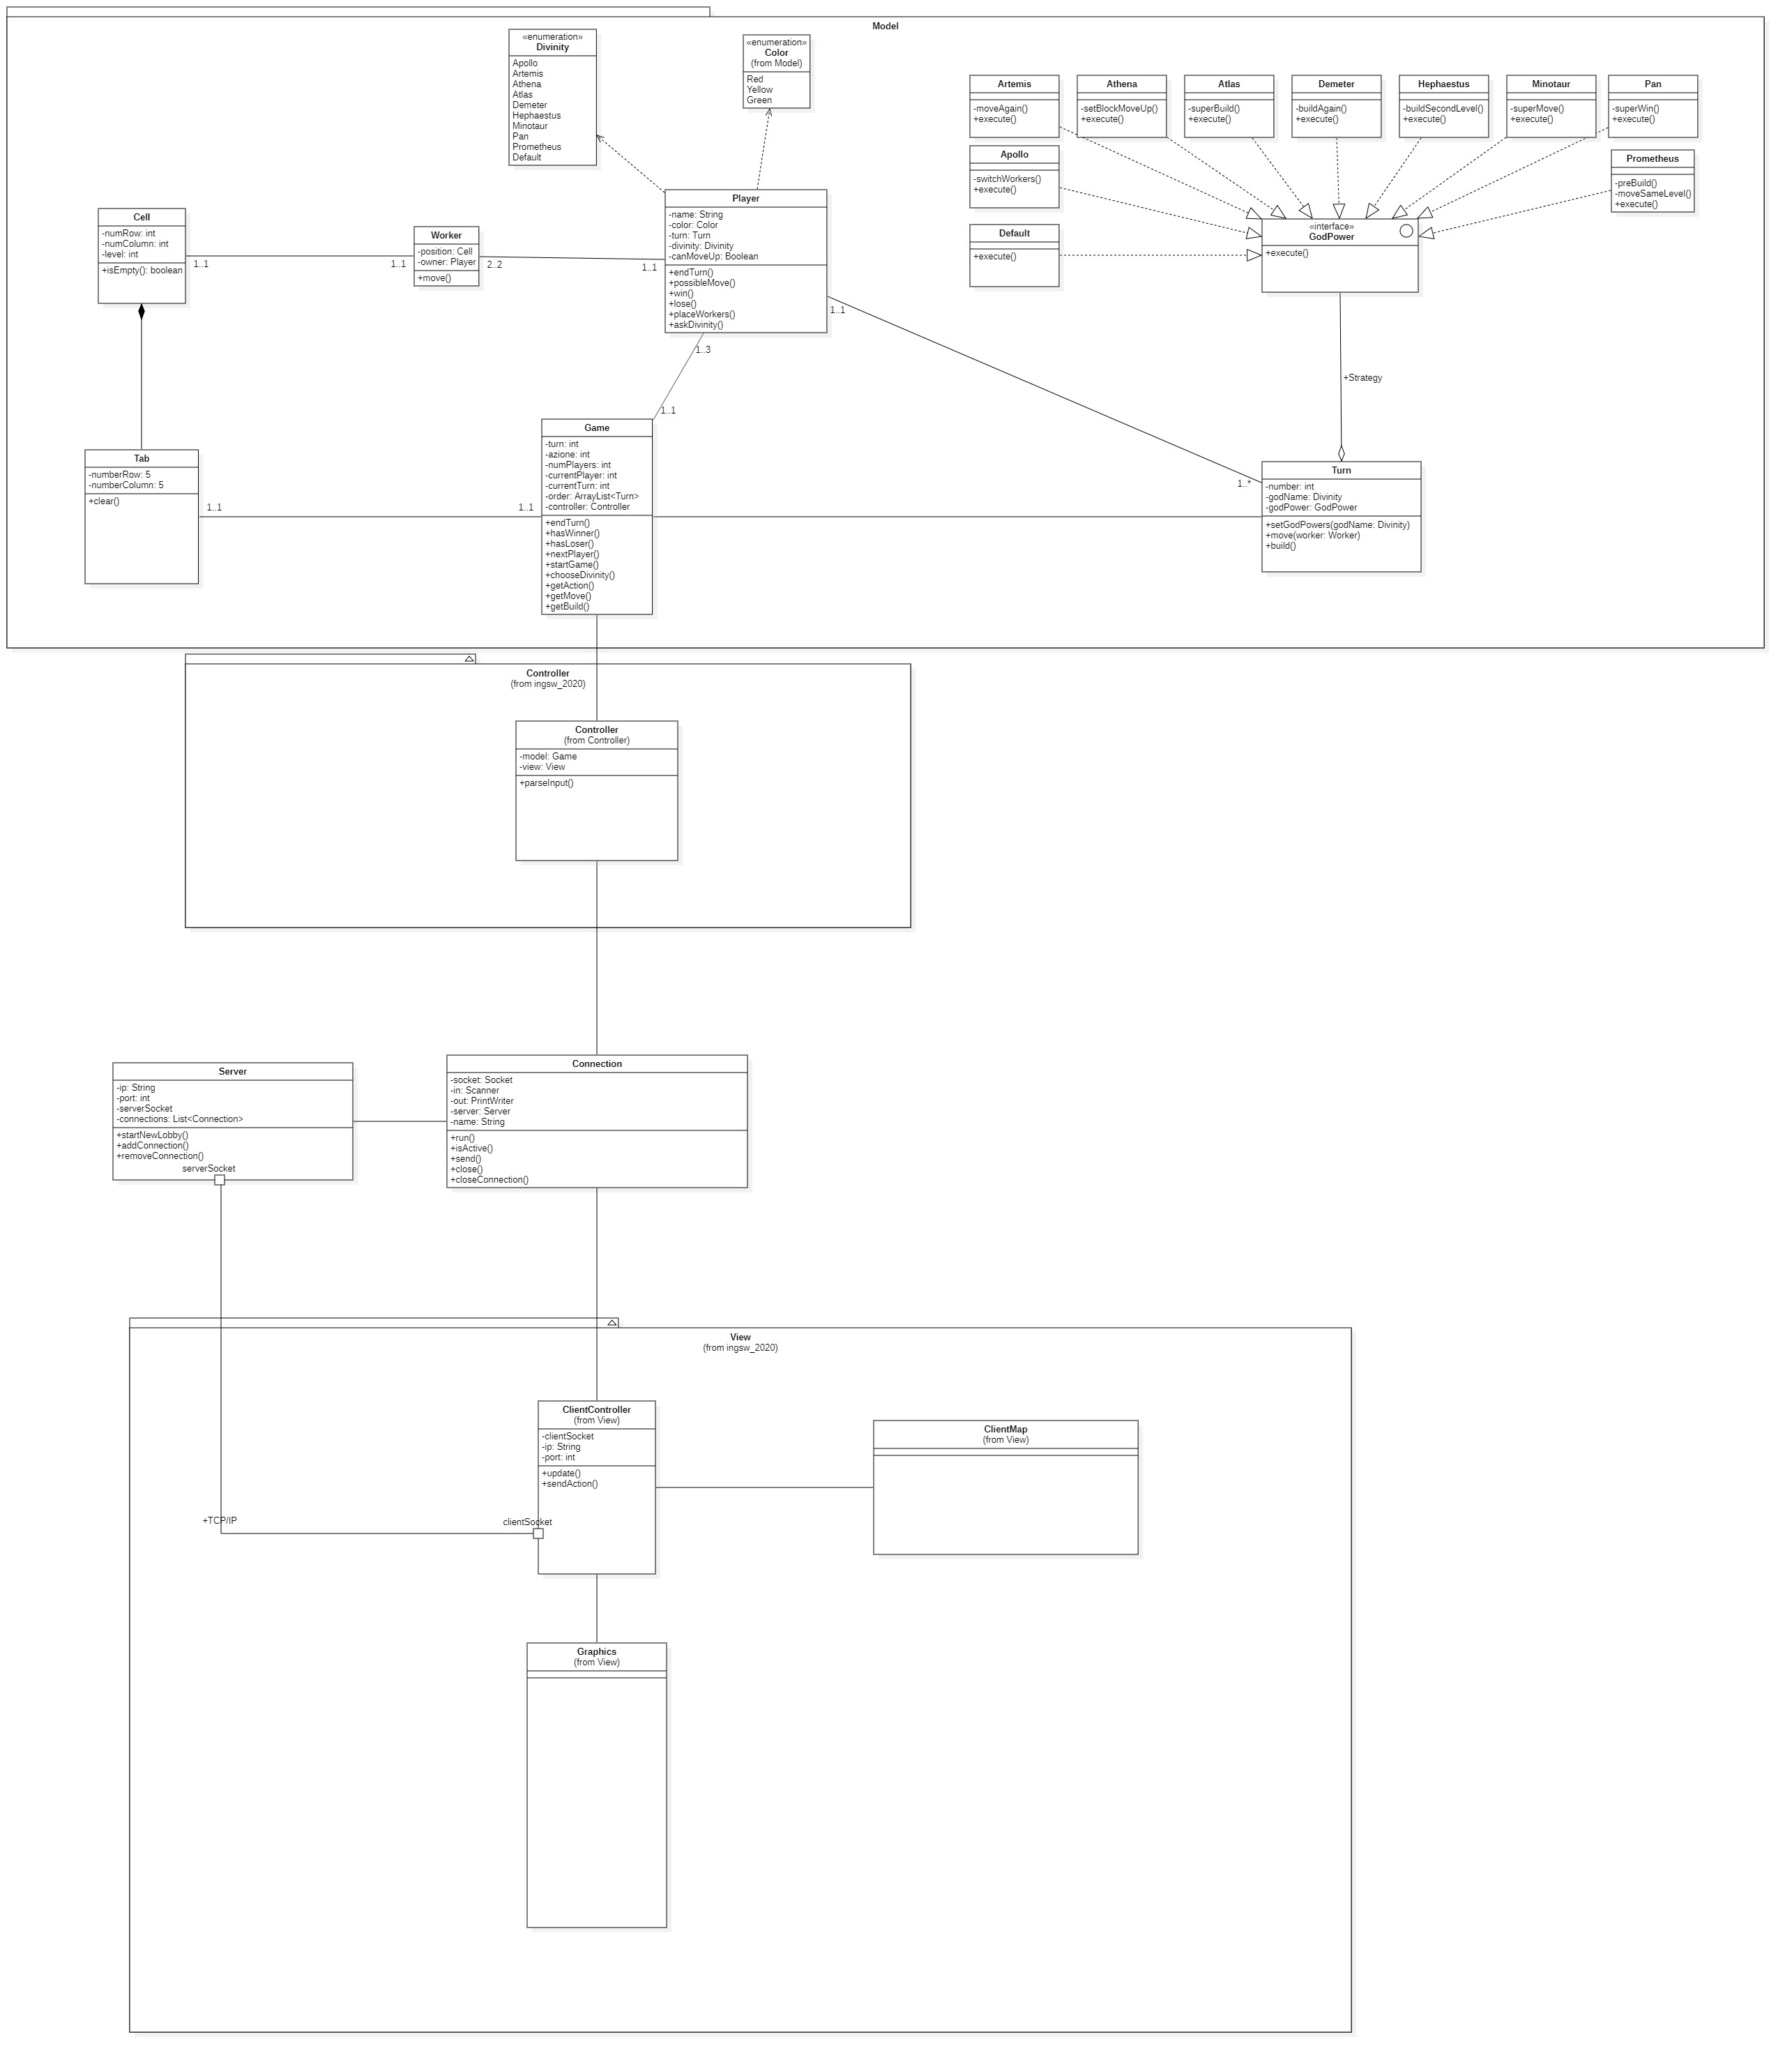 Model
«enumeration»
Divinity
Apollo
Artemis
Athena
Atlas
Demeter
Hephaestus
Minotaur
Pan
Prometheus
Default
«enumeration»
Color
(from Model)
Red
Yellow
Green
Artemis
-moveAgain()
+execute()
Athena
-setBlockMoveUp()
+execute()
Atlas
-superBuild()
+execute()
Demeter
-buildAgain()
+execute()
Hephaestus
-buildSecondLevel()
+execute()
Minotaur
-superMove()
+execute()
Pan
-superWin()
+execute()
Apollo
-switchWorkers()
+execute()
Prometheus
-preBuild()
-moveSameLevel()
+execute()
Default
+execute()
«interface»
GodPower
+execute()
Cell
-numRow: int
-numColumn: int
-level: int
+isEmpty(): boolean
1..1
1..1
Worker
-position: Cell
-owner: Player
+move()
2..2
1..1
Player
-name: String
-color: Color
-turn: Turn
-divinity: Divinity
-canMoveUp: Boolean
+endTurn()
+possibleMove()
+win()
+lose()
+placeWorkers()
+askDivinity()
1..1
1..3
1..1
+Strategy
Tab
-numberRow: 5
-numberColumn: 5
+clear()
1..1
1..1
Game
-turn: int
-azione: int
-numPlayers: int
-currentPlayer: int
-currentTurn: int
-order: ArrayList<Turn>
-controller: Controller
+endTurn()
+hasWinner()
+hasLoser()
+nextPlayer()
+startGame()
+chooseDivinity()
+getAction()
+getMove()
+getBuild()
1..*
Turn
-number: int
-godName: Divinity
-godPower: GodPower
+setGodPowers(godName: Divinity)
+move(worker: Worker)
+build()
Controller
(from ingsw_2020)
Controller
(from Controller)
-model: Game
-view: View
+parseInput()
Server
-ip: String
-port: int
-serverSocket
-connections: List<Connection>
+startNewLobby()
+addConnection()
+removeConnection()
serverSocket
Connection
-socket: Socket
-in: Scanner
-out: PrintWriter
-server: Server
-name: String
+run()
+isActive()
+send()
+close()
+closeConnection()
View
(from ingsw_2020)
ClientController
(from View)
-clientSocket
-ip: String
-port: int
+update()
+sendAction()
clientSocket
+TCP/IP
ClientMap
(from View)
Graphics
(from View)